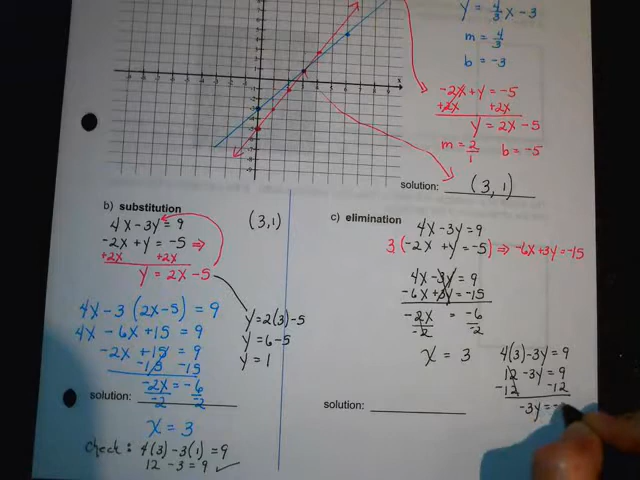 y = 4/3 x - 3
m = 4/3
b = -3
-2x + y = -5
+2x +2x
y = 2x - 5
m = 2/1 b = -5
solution: (3, 1)
b) substitution
4x - 3y = 9
-2x + y = -5 ⇒
+2x +2x
y = 2x - 5
(3, 1)
4x - 3 (2x - 5) = 9
4x - 6x + 15 = 9
-2x + 15 = 9
-15 -15
-2x = -6
-2 -2
solution:
x = 3
check: 4(3) - 3(1) = 9
12 - 3 = 9 ✓
y = 2(3) - 5
y = 6 - 5
y = 1
c) elimination
4x - 3y = 9
3 (-2x + y = -5) ⇒ -6x + 3y = -15
4x - 3y = 9
-6x + 3y = -15
-2x = -6
-2 -2
x = 3
4(3) - 3y = 9
12 - 3y = 9
-12 -12
-3y = -
solution: